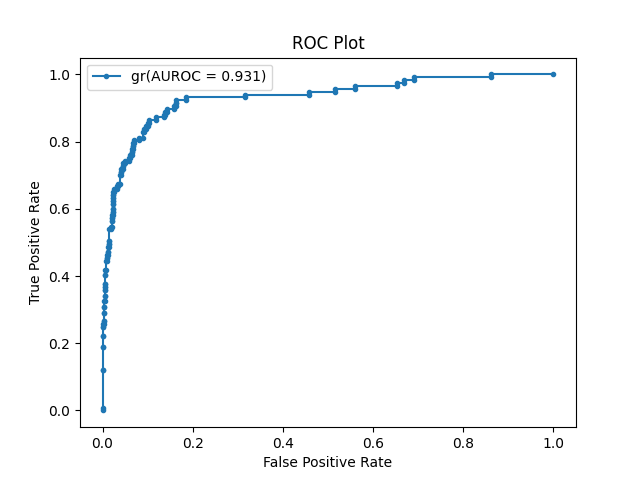 ROC Plot
gr(AUROC = 0.931)
1.0
0.8
0.6
0.4
0.2
0.0
True Positive Rate
0.0 0.2 0.4 0.6 0.8 1.0
False Positive Rate